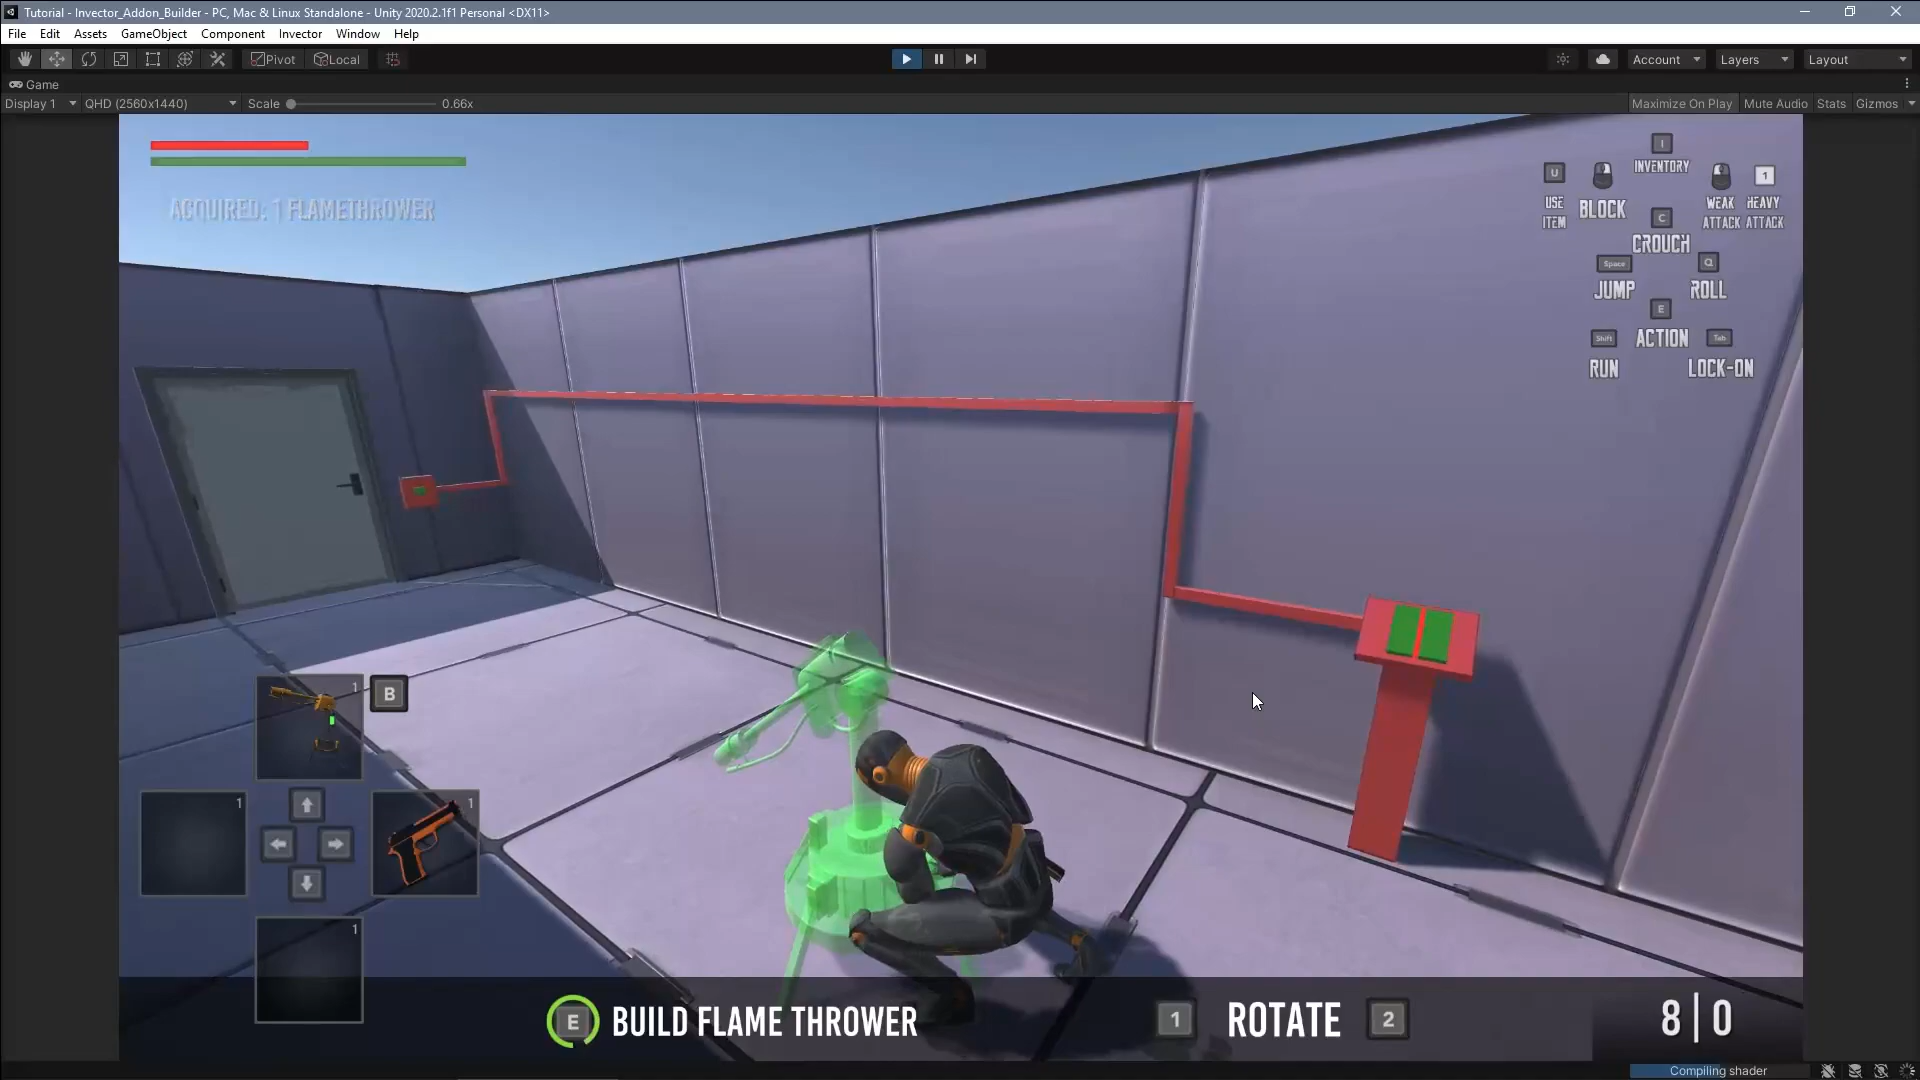 Tutorial - Invector_Addon_Builder - PC, Mac & Linux Standalone - Unity 2020.2.1f1 Personal <DX11>
File Edit Assets GameObject Component Invector Window Help
Pivot Local Account Layers Layout
Game
Display 1 QHD (2560x1440) Scale 0.66x Maximize On Play Mute Audio Stats Gizmos
ACQUIRED: 1 FLAMETHROWER
I
INVENTORY
U
USE
ITEM
BLOCK
WEAK
ATTACK
1
HEAVY
ATTACK
C
CROUCH
Space
JUMP
Q
ROLL
E
ACTION
Shift
RUN
Tab
LOCK-ON
1
B
1
1
1
E BUILD FLAME THROWER
1 ROTATE 2
8|0
Compiling shader